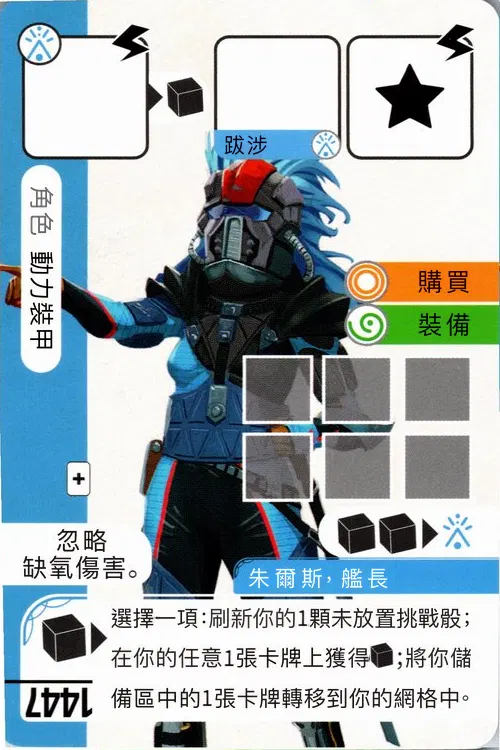 跋涉
角色 動力裝甲
購買
裝備
+
忽略
缺氧傷害。
朱爾斯，艦長
選擇一項：刷新你的1顆未放置挑戰骰；
在你的任意1張卡牌上獲得；將你儲
備區中的1張卡牌轉移到你的網格中。
1447